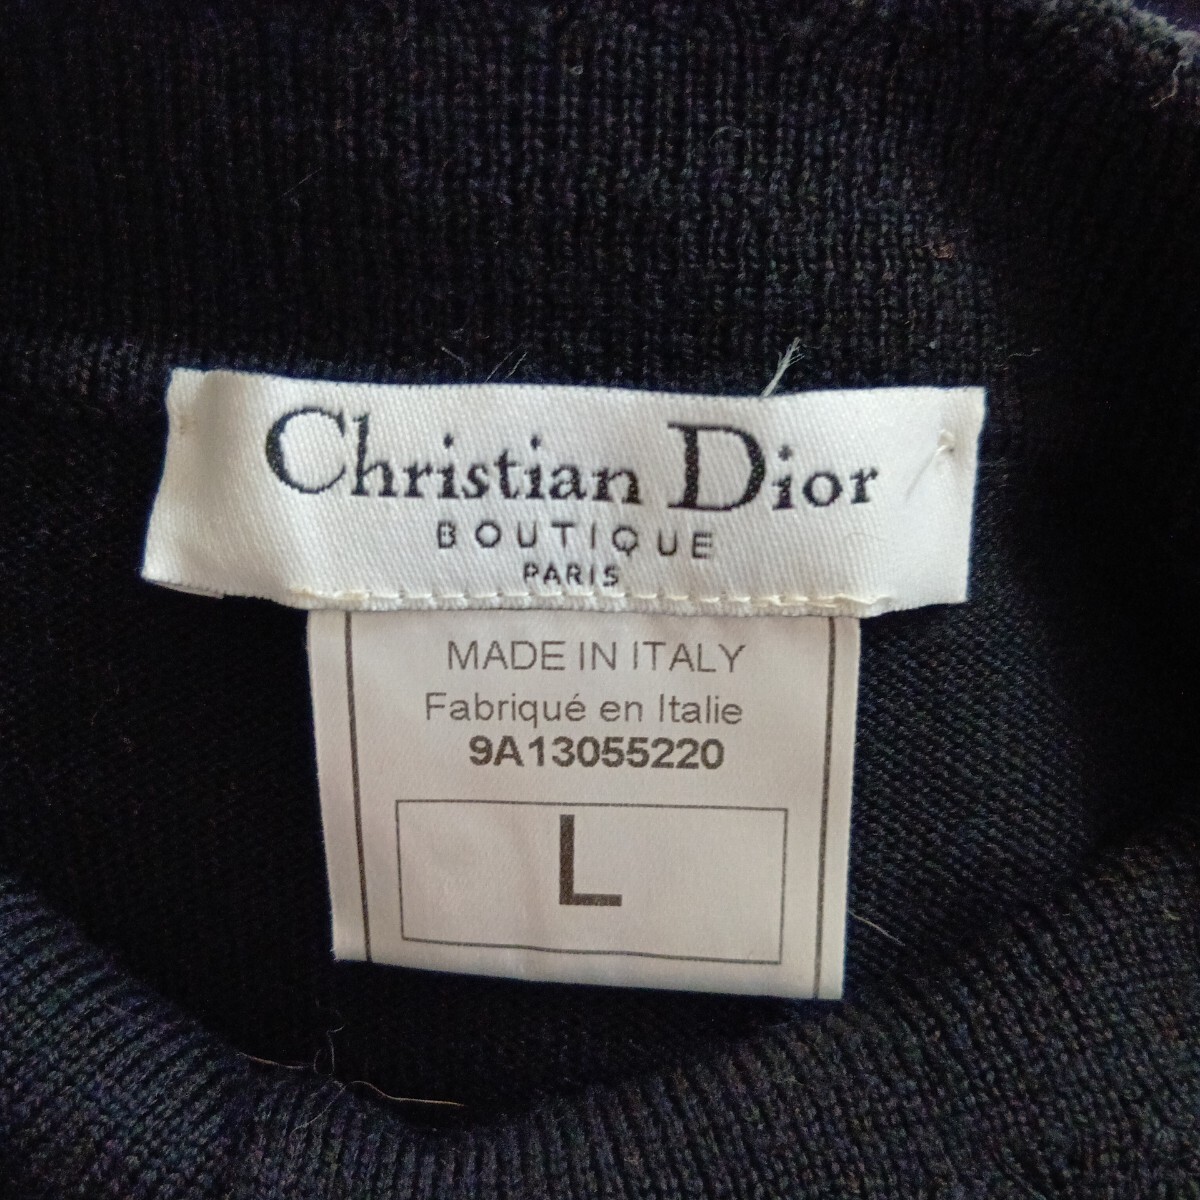 Christian Dior
BOUTIQUE
PARIS
MADE IN ITALY
Fabriqué en Italie
9A13055220
L